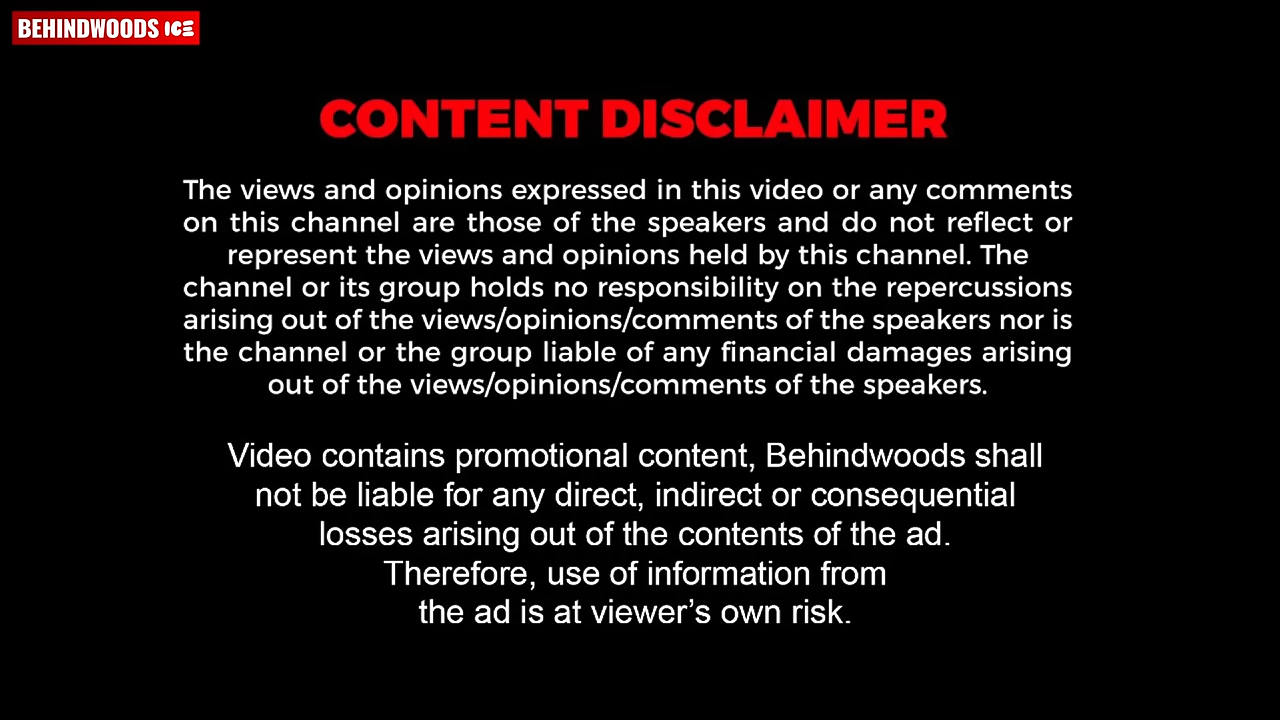 BEHINDWOODS ICE
CONTENT DISCLAIMER
The views and opinions expressed in this video or any comments
on this channel are those of the speakers and do not reflect or
represent the views and opinions held by this channel. The
channel or its group holds no responsibility on the repercussions
arising out of the views/opinions/comments of the speakers nor is
the channel or the group liable of any financial damages arising
out of the views/opinions/comments of the speakers.
Video contains promotional content, Behindwoods shall
not be liable for any direct, indirect or consequential
losses arising out of the contents of the ad.
Therefore, use of information from
the ad is at viewer’s own risk.